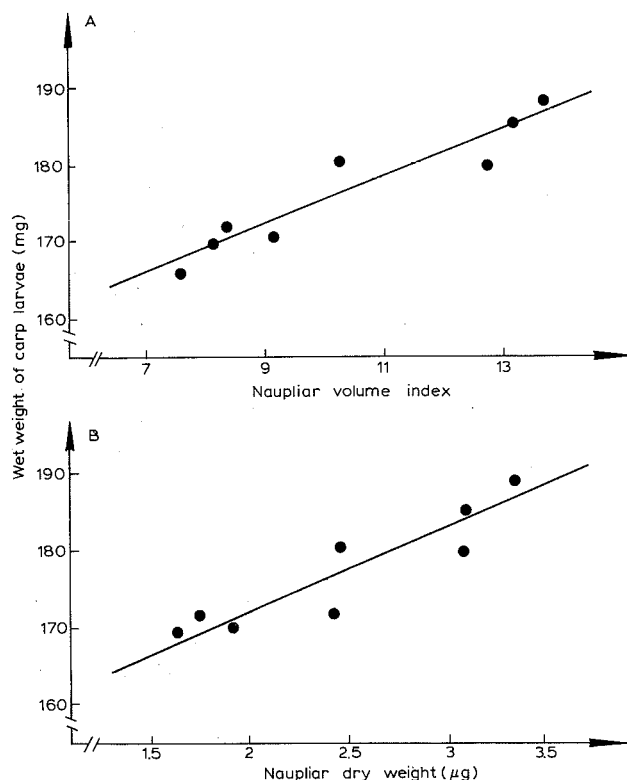 A
190
180
170
160
7 9 11 13
Naupliar volume index
Wet weight of carp larvae (mg)
B
190
180
170
160
1.5 2 2.5 3 3.5
Naupliar dry weight (μg)